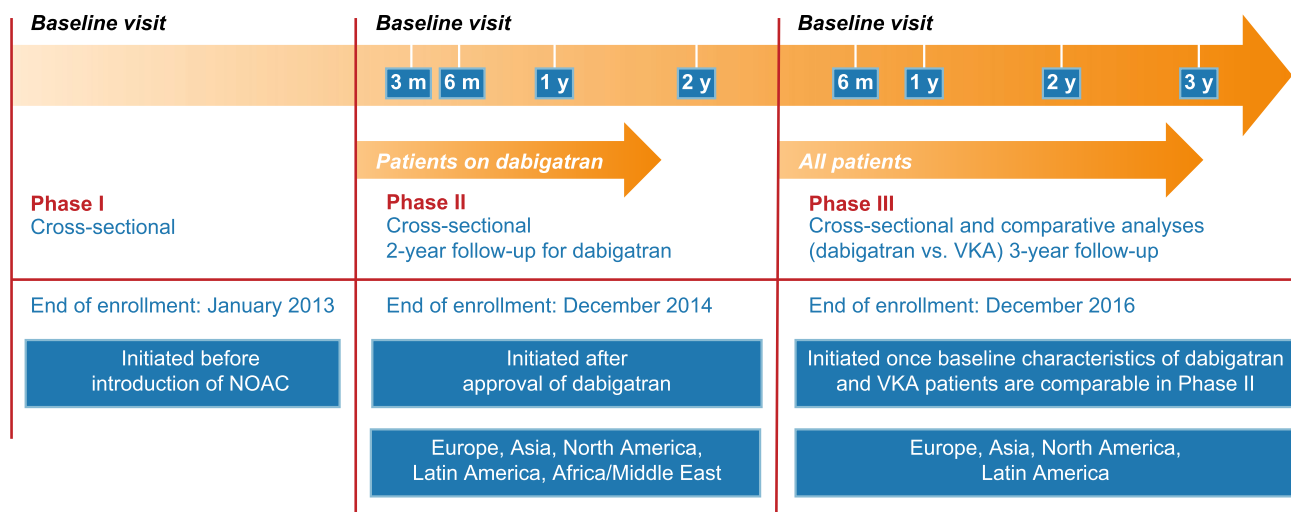 Baseline visit
Baseline visit
Baseline visit
3 m
6 m
1 y
2 y
6 m
1 y
2 y
3 y
Patients on dabigatran
All patients
Phase I
Cross-sectional
Phase II
Cross-sectional
2-year follow-up for dabigatran
Phase III
Cross-sectional and comparative analyses
(dabigatran vs. VKA) 3-year follow-up
End of enrollment: January 2013
End of enrollment: December 2014
End of enrollment: December 2016
Initiated before
introduction of NOAC
Initiated after
approval of dabigatran
Initiated once baseline characteristics of dabigatran
and VKA patients are comparable in Phase II
Europe, Asia, North America,
Latin America, Africa/Middle East
Europe, Asia, North America,
Latin America